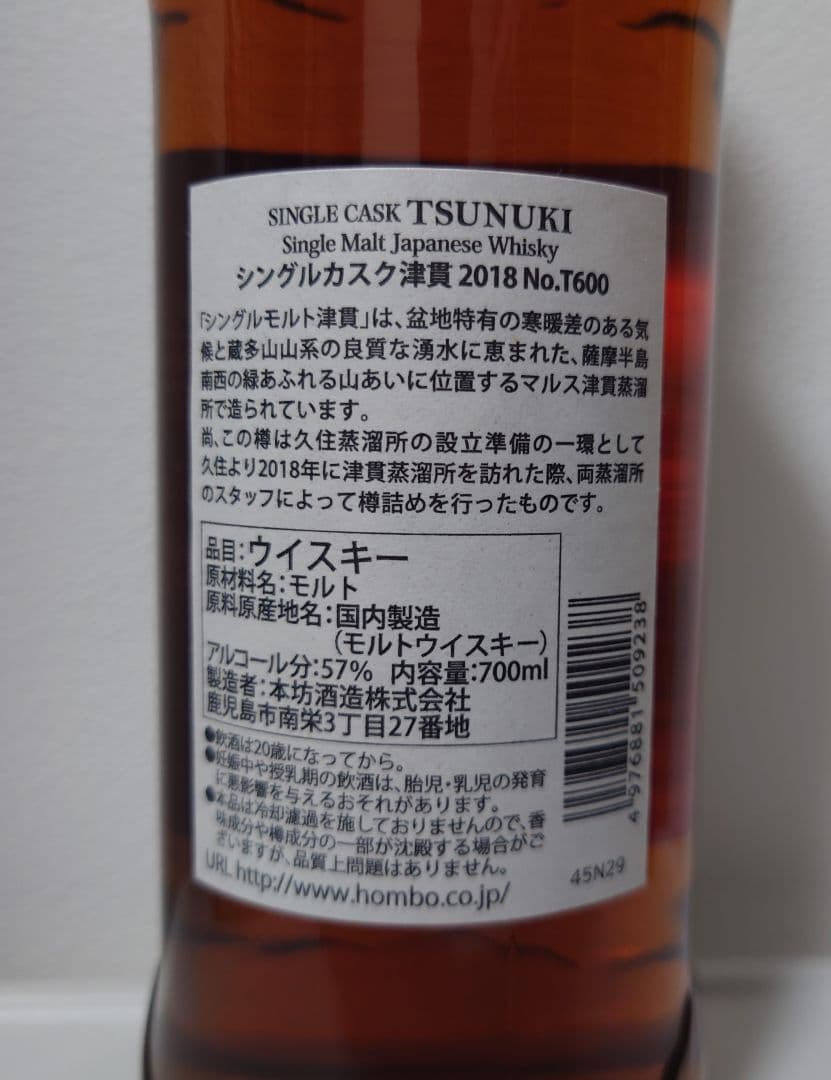 SINGLE CASK TSUNUKI
Single Malt Japanese Whisky
シングルカスク津貫 2018 No.T600
「シングルモルト津貫」は、盆地特有の寒暖差のある気
候と蔵多山山系の良質な湧水に恵まれた、薩摩半島
南西の緑あふれる山あいに位置するマルス津貫蒸溜
所で造られています。
尚、この樽は久住蒸溜所の設立準備の一環として
久住より2018年に津貫蒸溜所を訪れた際、両蒸溜所
のスタッフによって樽詰めを行ったものです。
品目:ウイスキー
原材料名:モルト
原料原産地名:国内製造
(モルトウイスキー)
アルコール分:57% 内容量:700ml
製造者:本坊酒造株式会社
鹿児島市南栄3丁目27番地
●飲酒は20歳になってから。
●妊娠中や授乳期の飲酒は、胎児・乳児の発育
に悪影響を与えるおそれがあります。
●本品は冷却濾過を施しておりませんので、香
味成分や樽成分の一部が沈殿する場合がご
ざいますが、品質上問題はありません。
URL http://www.hombo.co.jp/
4 976881 509238
45N29